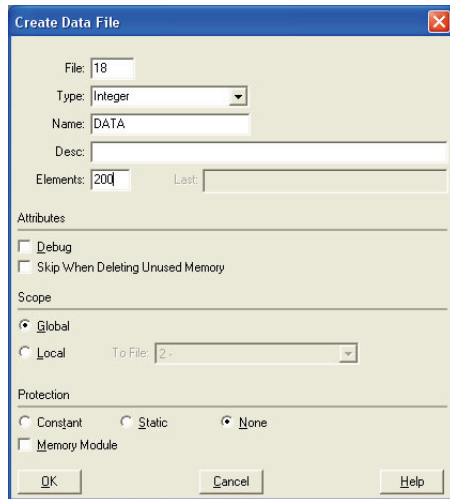 Create Data File
File: 18
Type: Integer
Name: DATA
Desc:
Elements: 200 Last:
Attributes
Debug
Skip When Deleting Unused Memory
Scope
Global
Local To File: 2 -
Protection
Constant Static None
Memory Module
OK Cancel Help